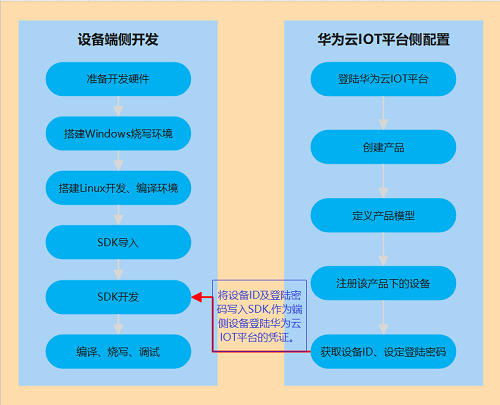 设备端侧开发
准备开发硬件
搭建Windows烧写环境
搭建Linux开发、编译环境
SDK导入
SDK开发
编译、烧写、调试
将设备ID及登陆密
码写入SDK,作为端
侧设备登陆华为云
IOT平台的凭证。
华为云IOT平台侧配置
登陆华为云IOT平台
创建产品
定义产品模型
注册该产品下的设备
获取设备ID、设定登陆密码